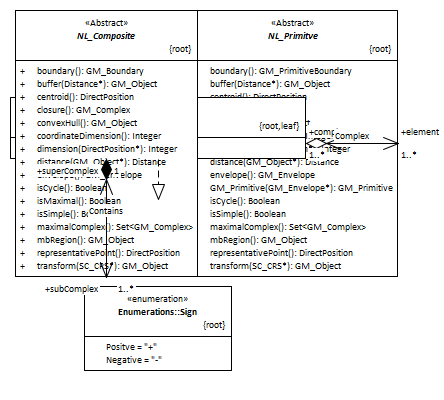 «Abstract»
NL_Composite
{root}
+ boundary(): GM_Boundary
+ buffer(Distance*): GM_Object
+ centroid(): DirectPosition
+ closure(): GM_Complex
+ convexHull(): GM_Object
+ coordinateDimension(): Integer
+ dimension(DirectPosition*): Integer
+ distance(GM_Object*): Distance
+superComplex 1
+ isCycle(): Boolean
+ isMaximal(): Boolean
+ isSimple():
Contains
+ maximalComplex(): Set<GM_Complex>
+ mbRegion(): GM_Object
+ representativePoint(): DirectPosition
+ transform(SC_CRS*): GM_Object
+subComplex 1..*
«Abstract»
NL_Primitve
{root}
boundary(): GM_PrimitiveBoundary
buffer(Distance*): GM_Object
centroid(): DirectPosition
{root,leaf}
Complex
+element
Integer
1..*
1..*
distance(GM_Object*): Distance
envelope(): GM_Envelope
GM_Primitive(GM_Envelope*): GM_Primitive
isCycle(): Boolean
isSimple(): Boolean
maximalComplex(): Set<GM_Complex>
mbRegion(): GM_Object
representativePoint(): DirectPosition
transform(SC_CRS*): GM_Object
«enumeration»
Enumerations::Sign
{root}
Positve = "+"
Negative = "-"